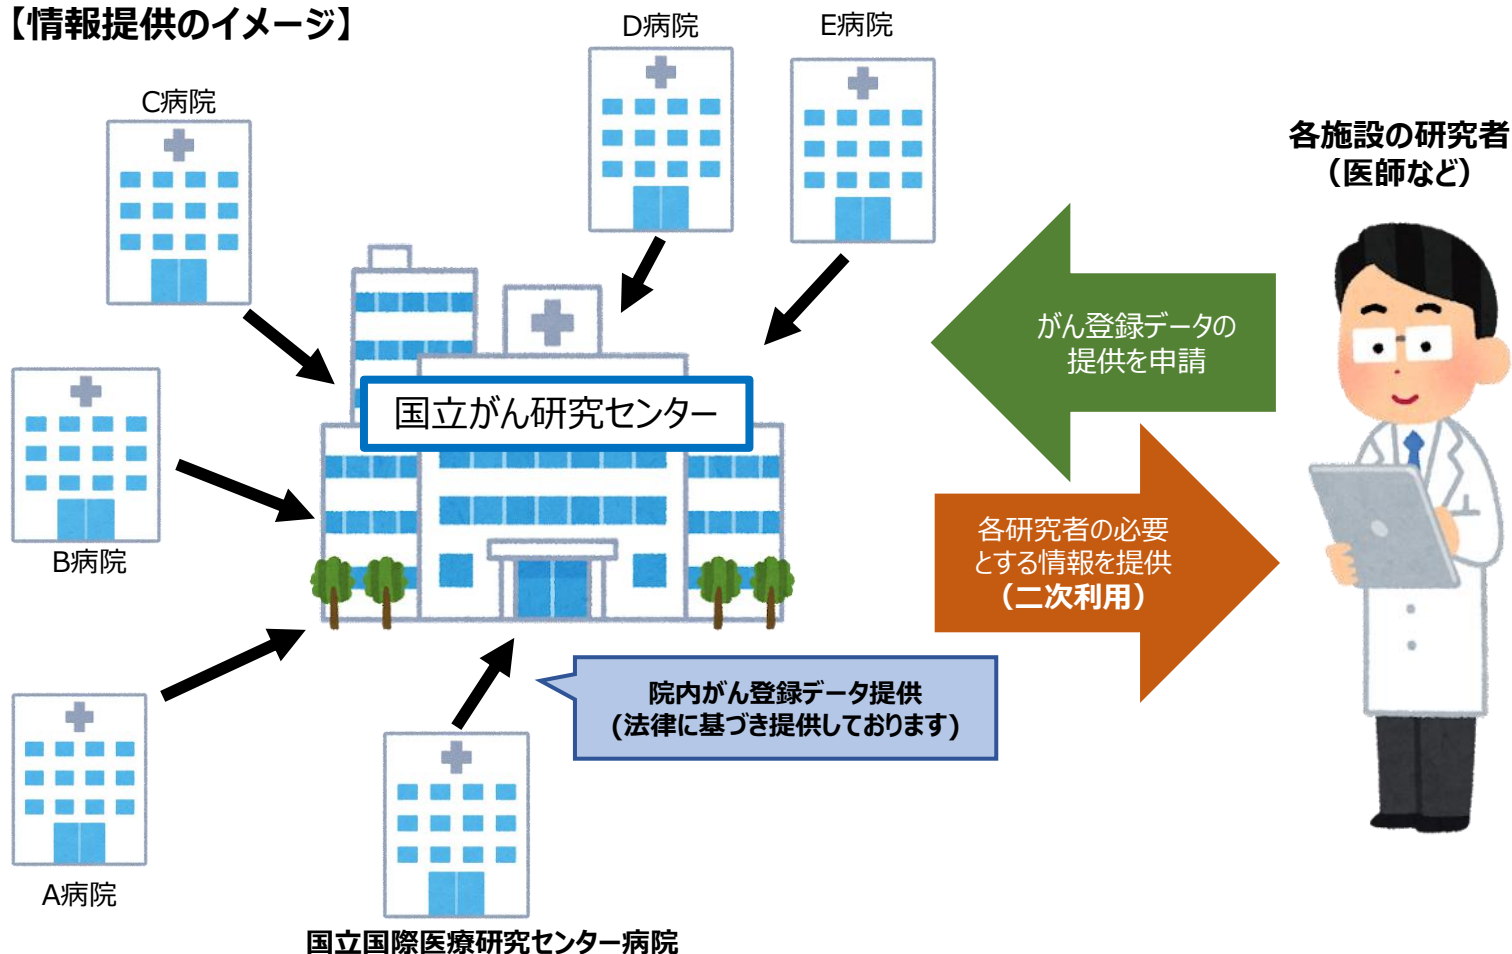 【情報提供のイメージ】
D病院
E病院
C病院
各施設の研究者
（医師など）
がん登録データの
提供を申請
国立がん研究センター
各研究者の必要
とする情報を提供
（二次利用）
B病院
院内がん登録データ提供
(法律に基づき提供しております)
A病院
国立国際医療研究センター病院